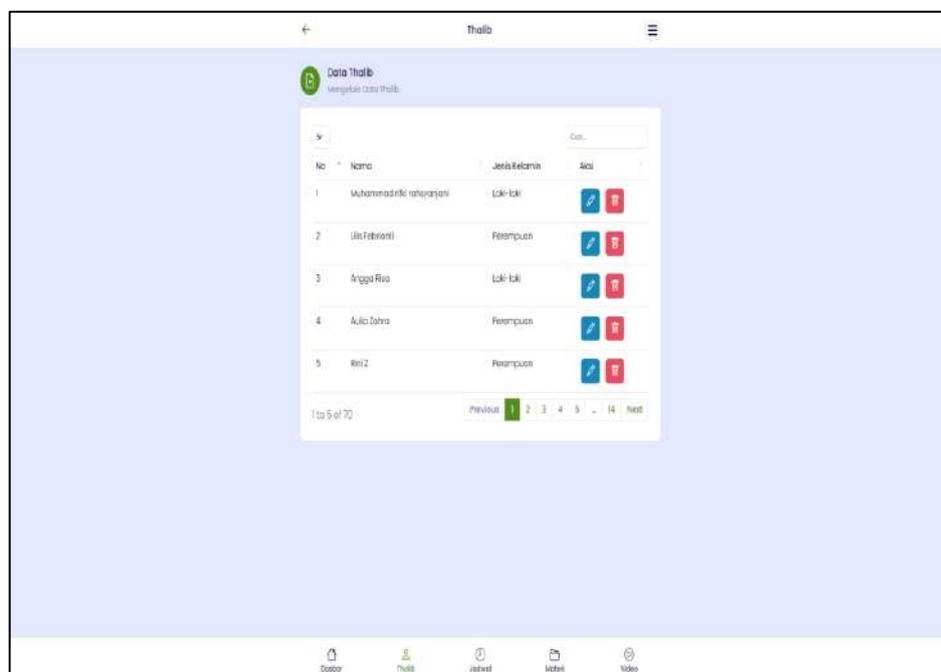 Thalib
Data Thalib
Mengelola Data Thalib
Cari...
No Nama Jenis Kelamin Aksi
1 Muhammad rifki Laki-laki
2 Lilis Febrianti Perempuan
3 Angga Riva Laki-laki
4 Aulia Zahra Perempuan
5 Rini Z Perempuan
1 to 5 of 70
Previous 1 2 3 4 5 ... 14 Next
Dasbor Thalib Jadwal Materi Video